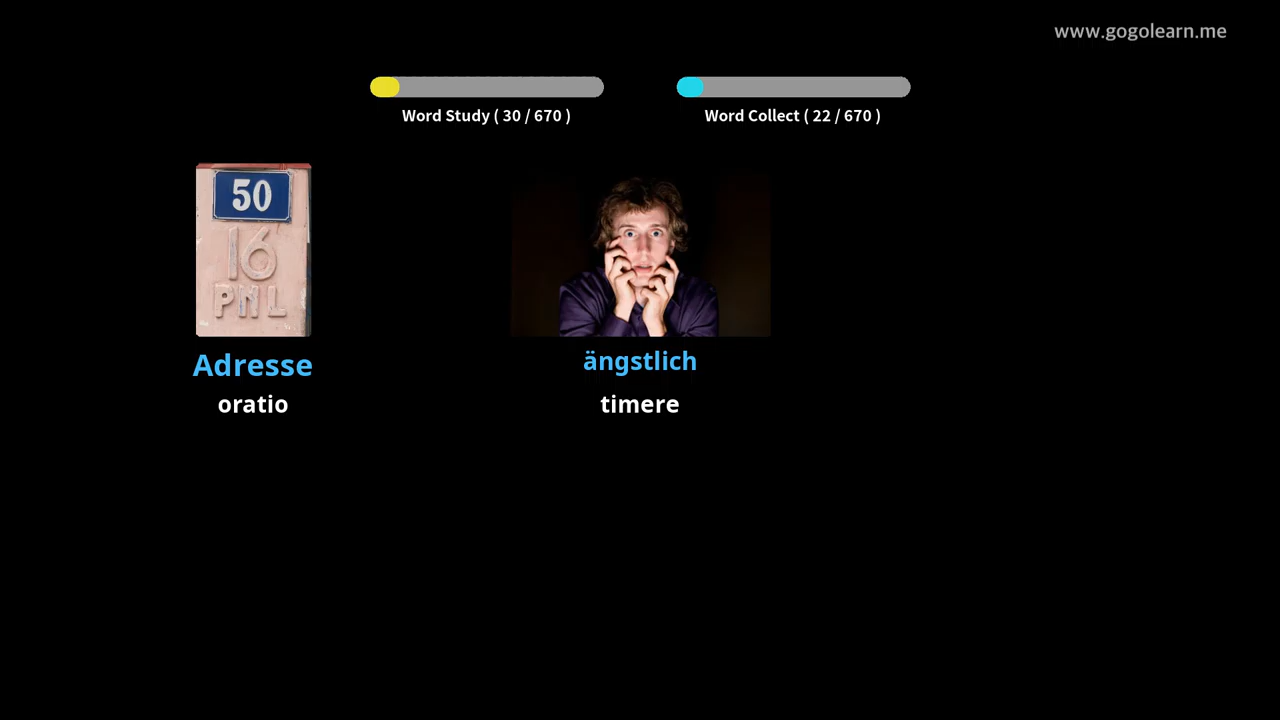 www.gogolearn.me
Word Study ( 30 / 670 )
Word Collect ( 22 / 670 )
50
16
PNL
Adresse
oratio
ängstlich
timere